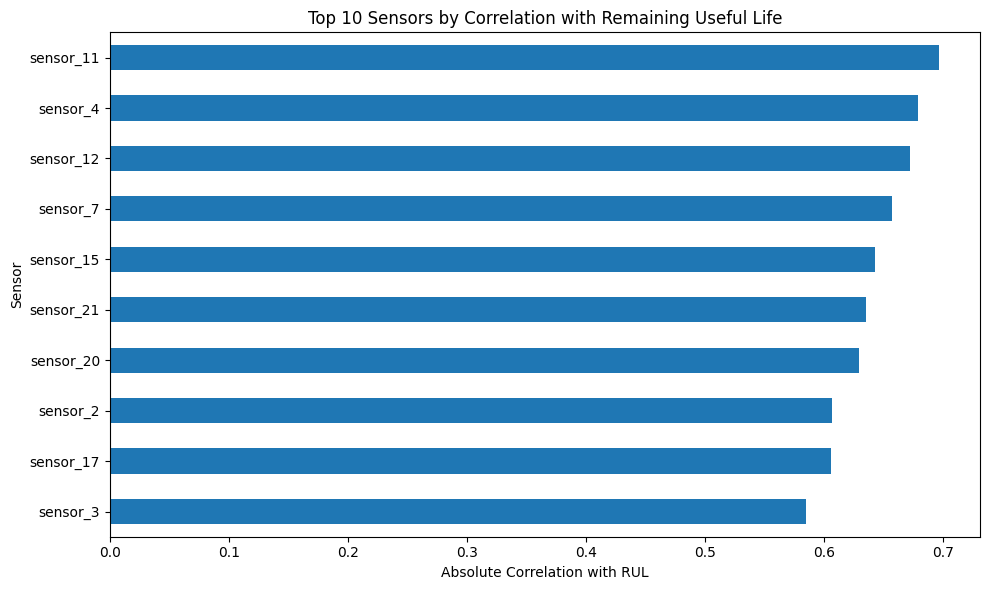 Top 10 Sensors by Correlation with Remaining Useful Life
Sensor
sensor_11
sensor_4
sensor_12
sensor_7
sensor_15
sensor_21
sensor_20
sensor_2
sensor_17
sensor_3
0.0 0.1 0.2 0.3 0.4 0.5 0.6 0.7
Absolute Correlation with RUL